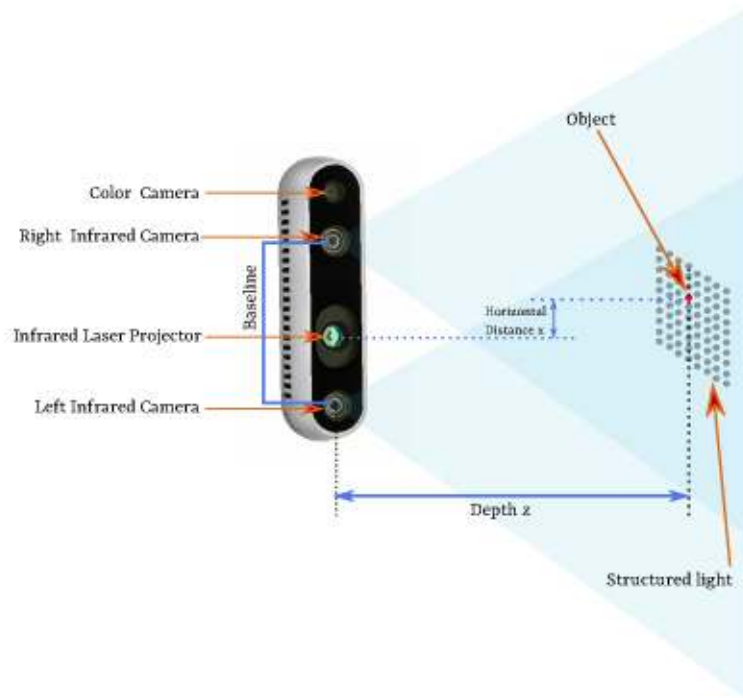 Object
Color Camera
Right Infrared Camera
Baseline
Horizontal
Distance x
Infrared Laser Projector
Left Infrared Camera
Depth z
Structured light